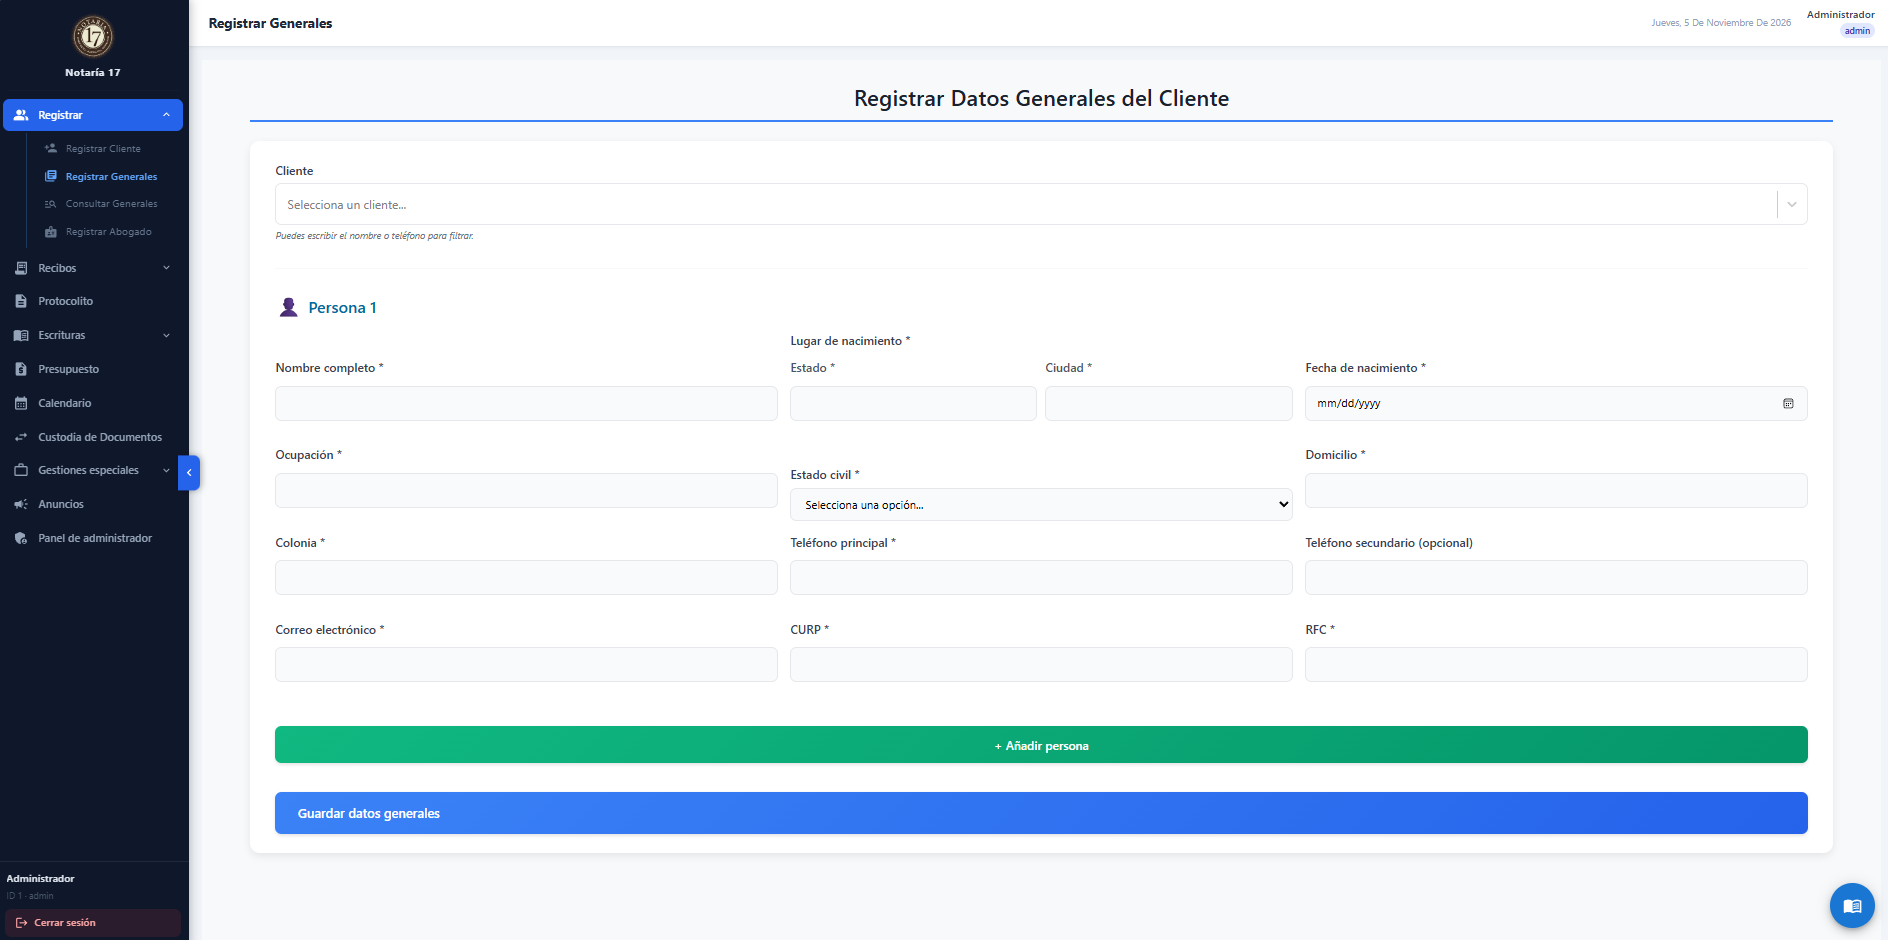 NOTARÍA
17
Notaría 17
Registrar
Registrar Cliente
Registrar Generales
Consultar Generales
Registrar Abogado
Recibos
Protocolito
Escrituras
Presupuesto
Calendario
Custodia de Documentos
Gestiones especiales
Anuncios
Panel de administrador
Administrador
ID 1 - admin
Cerrar sesión
Registrar Generales
Jueves, 5 De Noviembre De 2026
Administrador
admin
Registrar Datos Generales del Cliente
Cliente
Selecciona un cliente...
Puedes escribir el nombre o teléfono para filtrar.
Persona 1
Lugar de nacimiento *
Nombre completo *
Estado *
Ciudad *
Fecha de nacimiento *
mm/dd/yyyy
Ocupación *
Estado civil *
Selecciona una opción...
Domicilio *
Colonia *
Teléfono principal *
Teléfono secundario (opcional)
Correo electrónico *
CURP *
RFC *
+ Añadir persona
Guardar datos generales